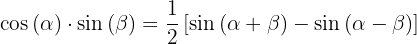 cos (α) · sin (β) = 1/2 [sin (α + β) − sin (α − β)]